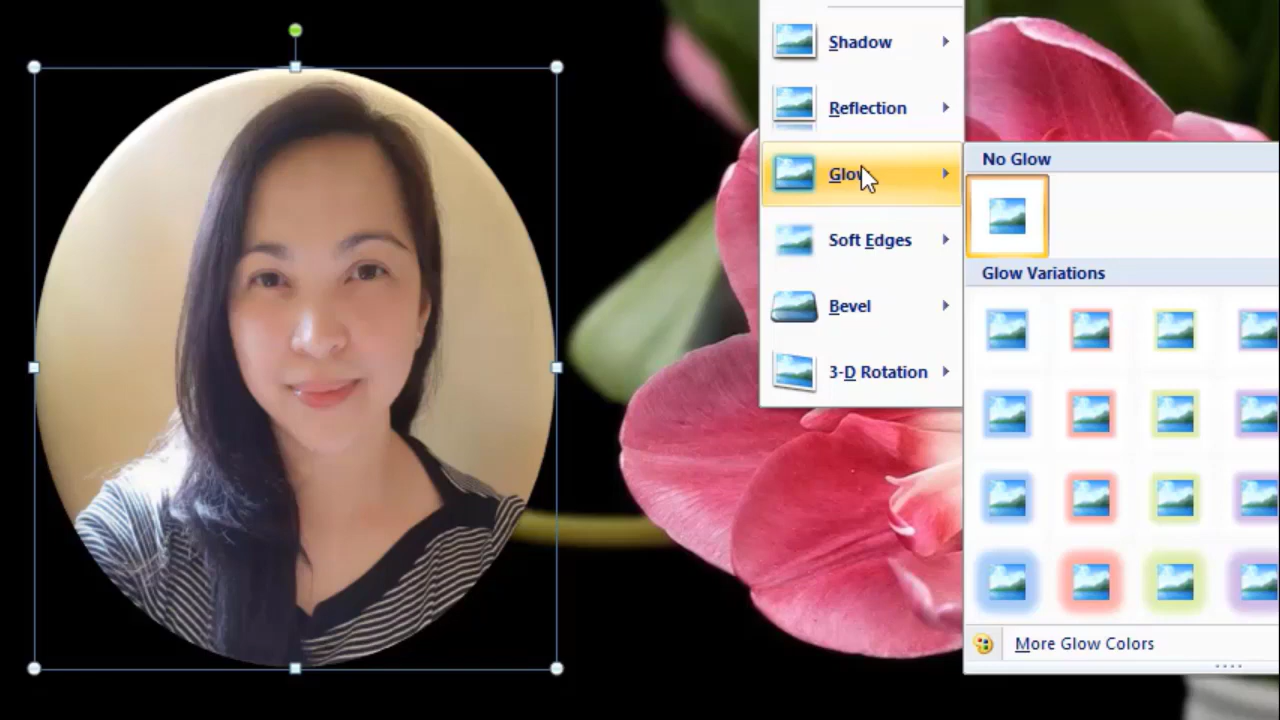 Shadow
Reflection
Glow
Soft Edges
Bevel
3-D Rotation
No Glow
Glow Variations
More Glow Colors